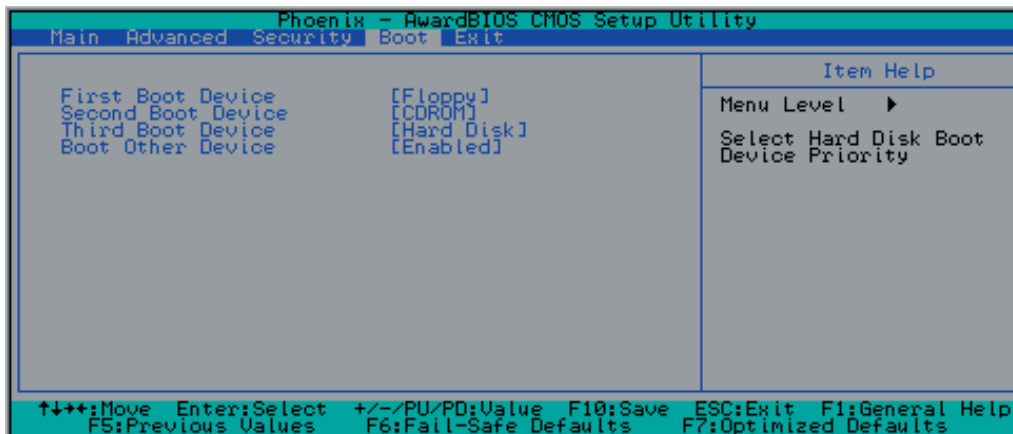 Phoenix - AwardBIOS CMOS Setup Utility
Main Advanced Security Boot Exit
First Boot Device [Floppy]
Second Boot Device [CDROM]
Third Boot Device [Hard Disk]
Boot Other Device [Enabled]
Item Help
Menu Level ▶
Select Hard Disk Boot
Device Priority
↑↓→←:Move Enter:Select +/-/PU/PD:Value F10:Save ESC:Exit F1:General Help
F5:Previous Values F6:Fail-Safe Defaults F7:Optimized Defaults